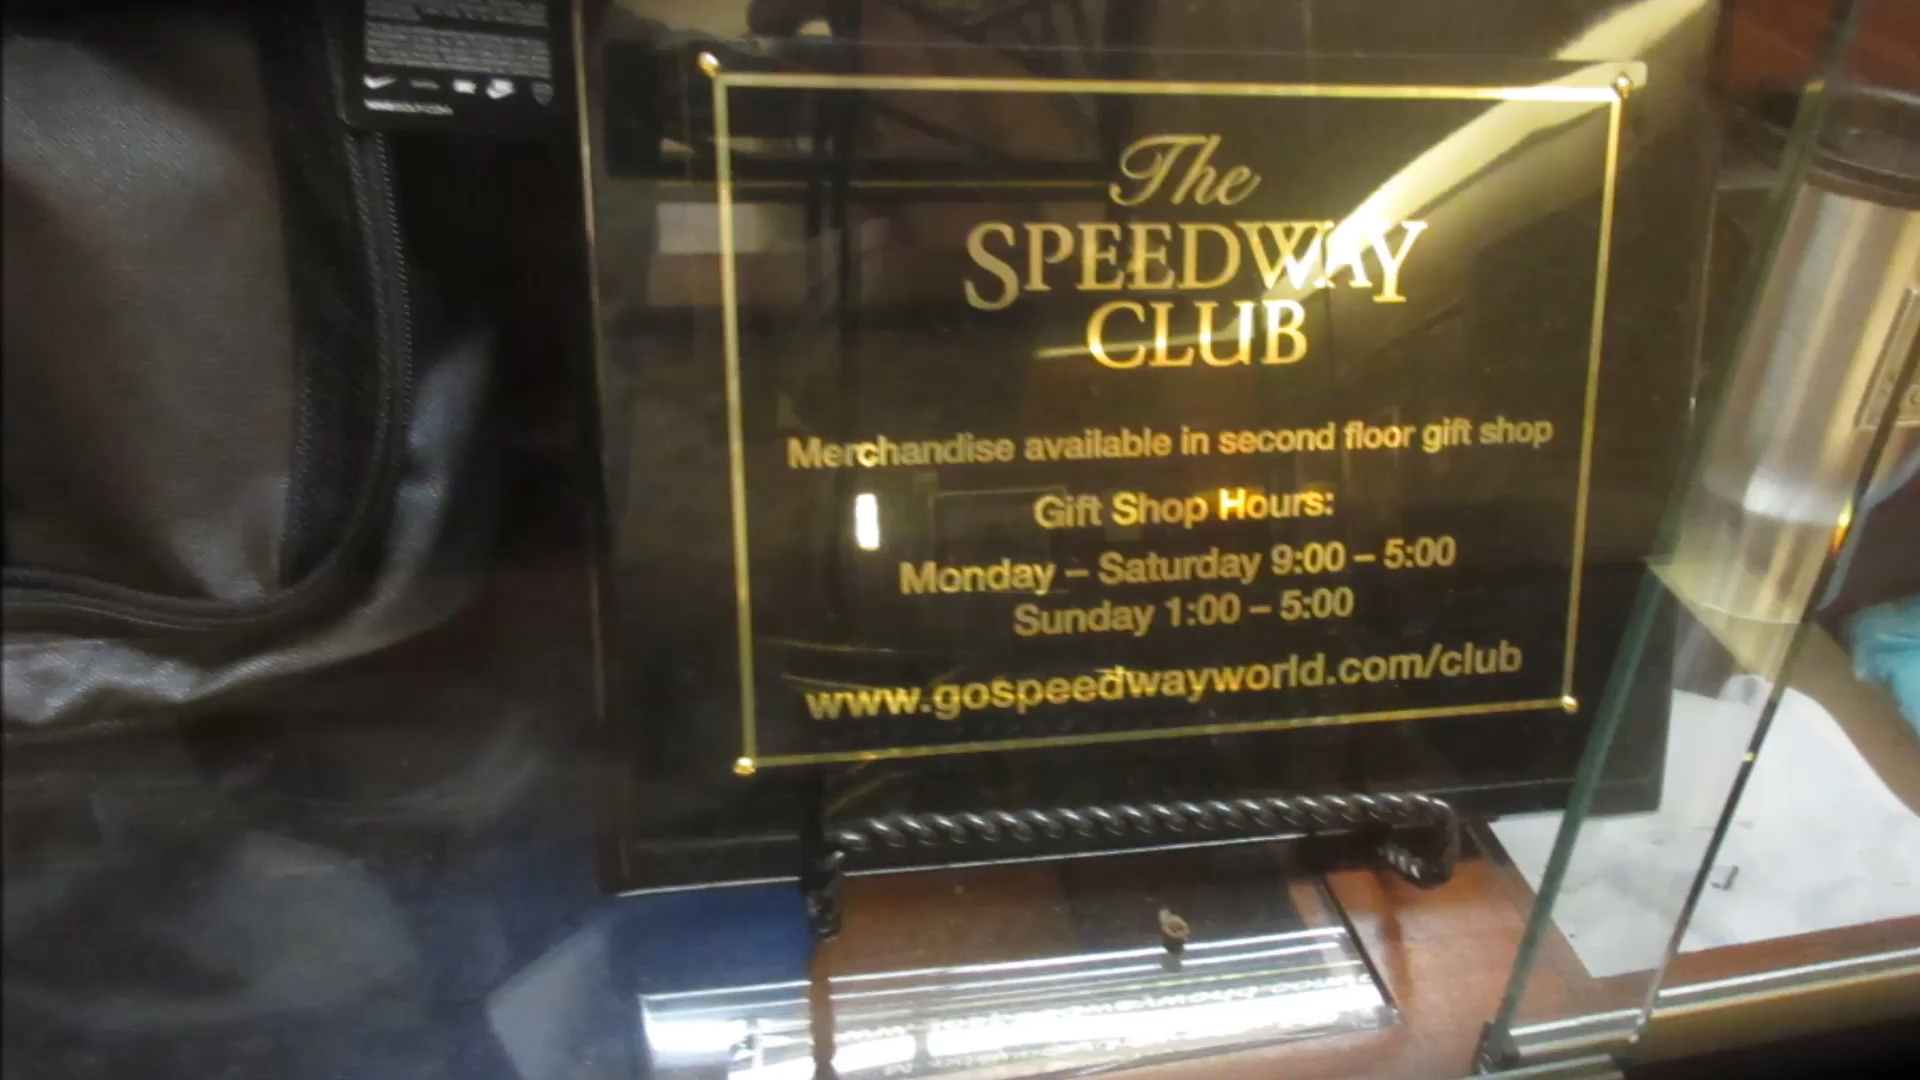 The
SPEEDWAY
CLUB
Merchandise available in second floor gift shop
Gift Shop Hours:
Monday – Saturday 9:00 – 5:00
Sunday 1:00 – 5:00
www.gospeedwayworld.com/club